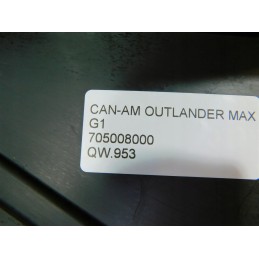 CAN-AM OUTLANDER MAX
G1
705008000
QW.953